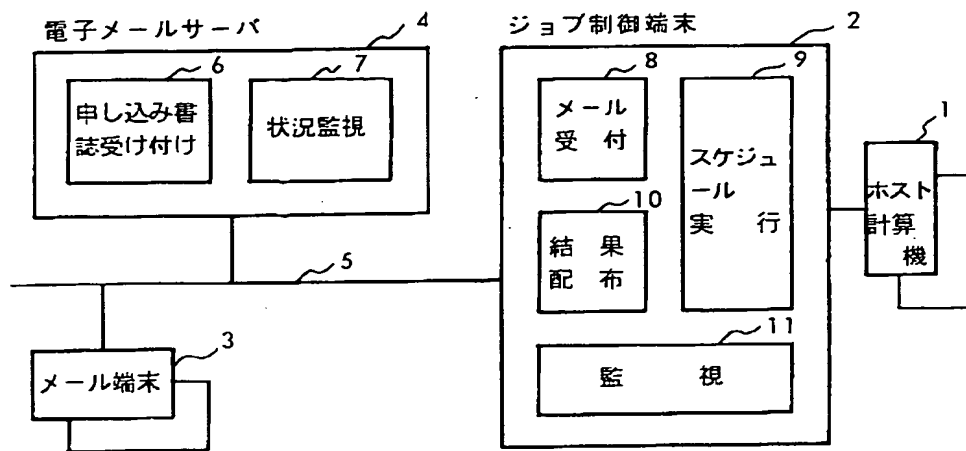 電子メールサーバ
4
6
申し込み書
誌受け付け
7
状況監視
ジョブ制御端末
2
8
メール
受付
9
スケジュ
ール
実行
10
結果
配布
11
監視
1
ホスト
計算
機
5
3
メール端末